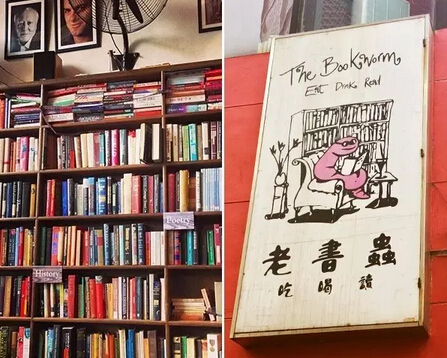 Poetry
History
The Bookworm
Eat Drink Read
老 書 蟲
吃 喝 讀